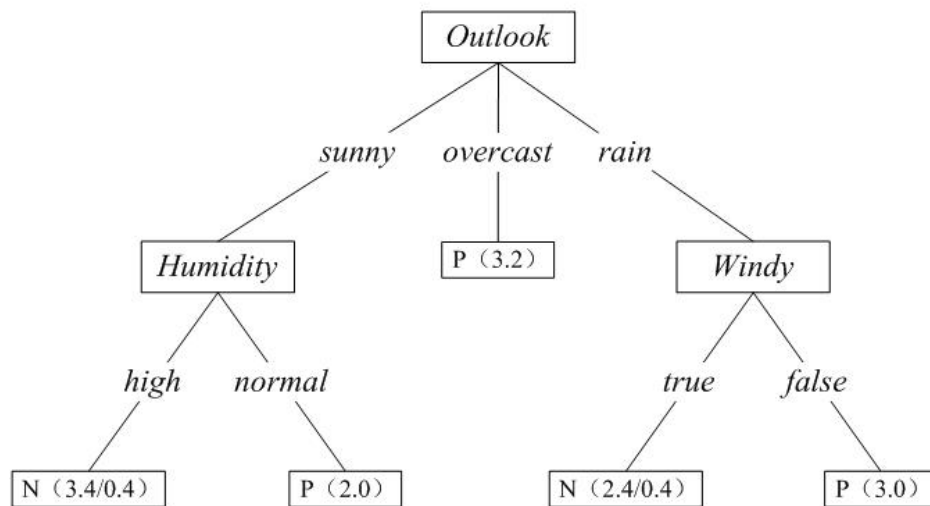 Outlook
sunny overcast rain
Humidity P（3.2） Windy
high normal true false
N（3.4/0.4） P（2.0） N（2.4/0.4） P（3.0）